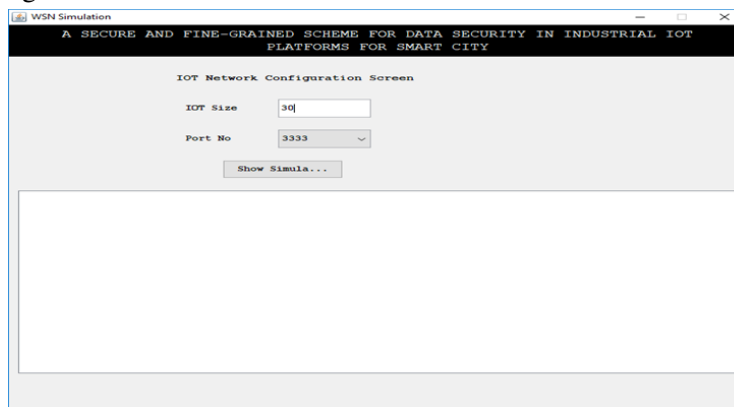 WSN Simulation
A SECURE AND FINE-GRAINED SCHEME FOR DATA SECURITY IN INDUSTRIAL IOT
PLATFORMS FOR SMART CITY
IOT Network Configuration Screen
IOT Size 30
Port No 3333
Show Simula...